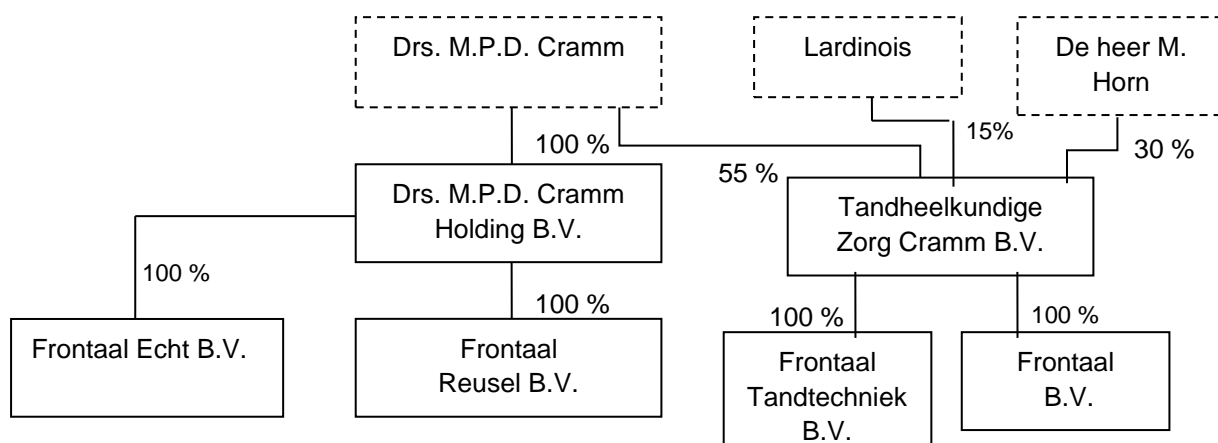 Drs. M.P.D. Cramm
Lardinois
De heer M.
Horn
100 %
55 %
15%
30 %
Drs. M.P.D. Cramm
Holding B.V.
Tandheelkundige
Zorg Cramm B.V.
100 %
100 %
100 %
100 %
Frontaal Echt B.V.
Frontaal
Reusel B.V.
Frontaal
Tandtechniek
B.V.
Frontaal
B.V.